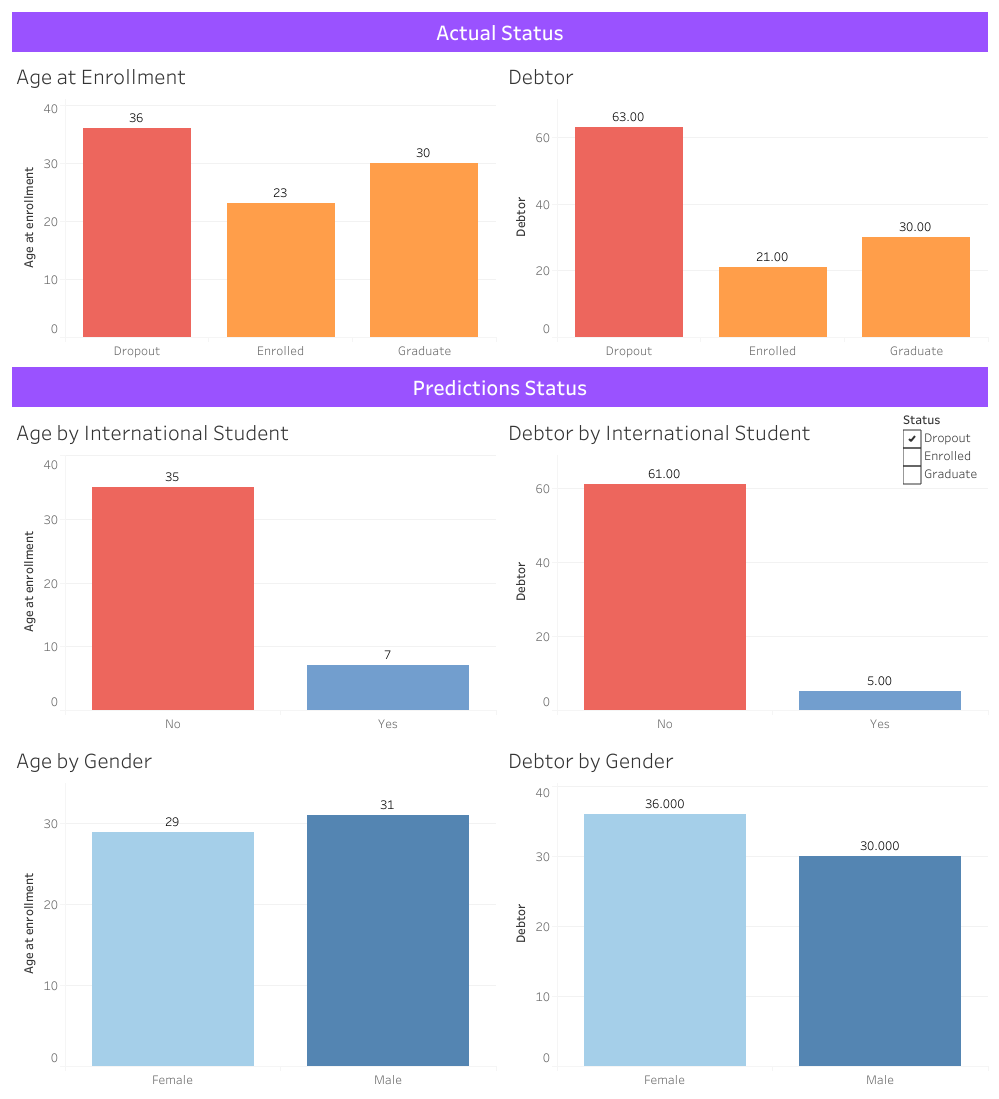 Actual Status
Age at Enrollment
Age at enrollment
40
30
20
10
0
36
23
30
Dropout
Enrolled
Graduate
Debtor
Debtor
60
40
20
0
63.00
21.00
30.00
Dropout
Enrolled
Graduate
Predictions Status
Age by International Student
Age at enrollment
40
30
20
10
0
35
7
No
Yes
Debtor by International Student
Status
Dropout
Enrolled
Graduate
Debtor
60
40
20
0
61.00
5.00
No
Yes
Age by Gender
Age at enrollment
30
20
10
0
29
31
Female
Male
Debtor by Gender
Debtor
40
30
20
10
0
36.000
30.000
Female
Male